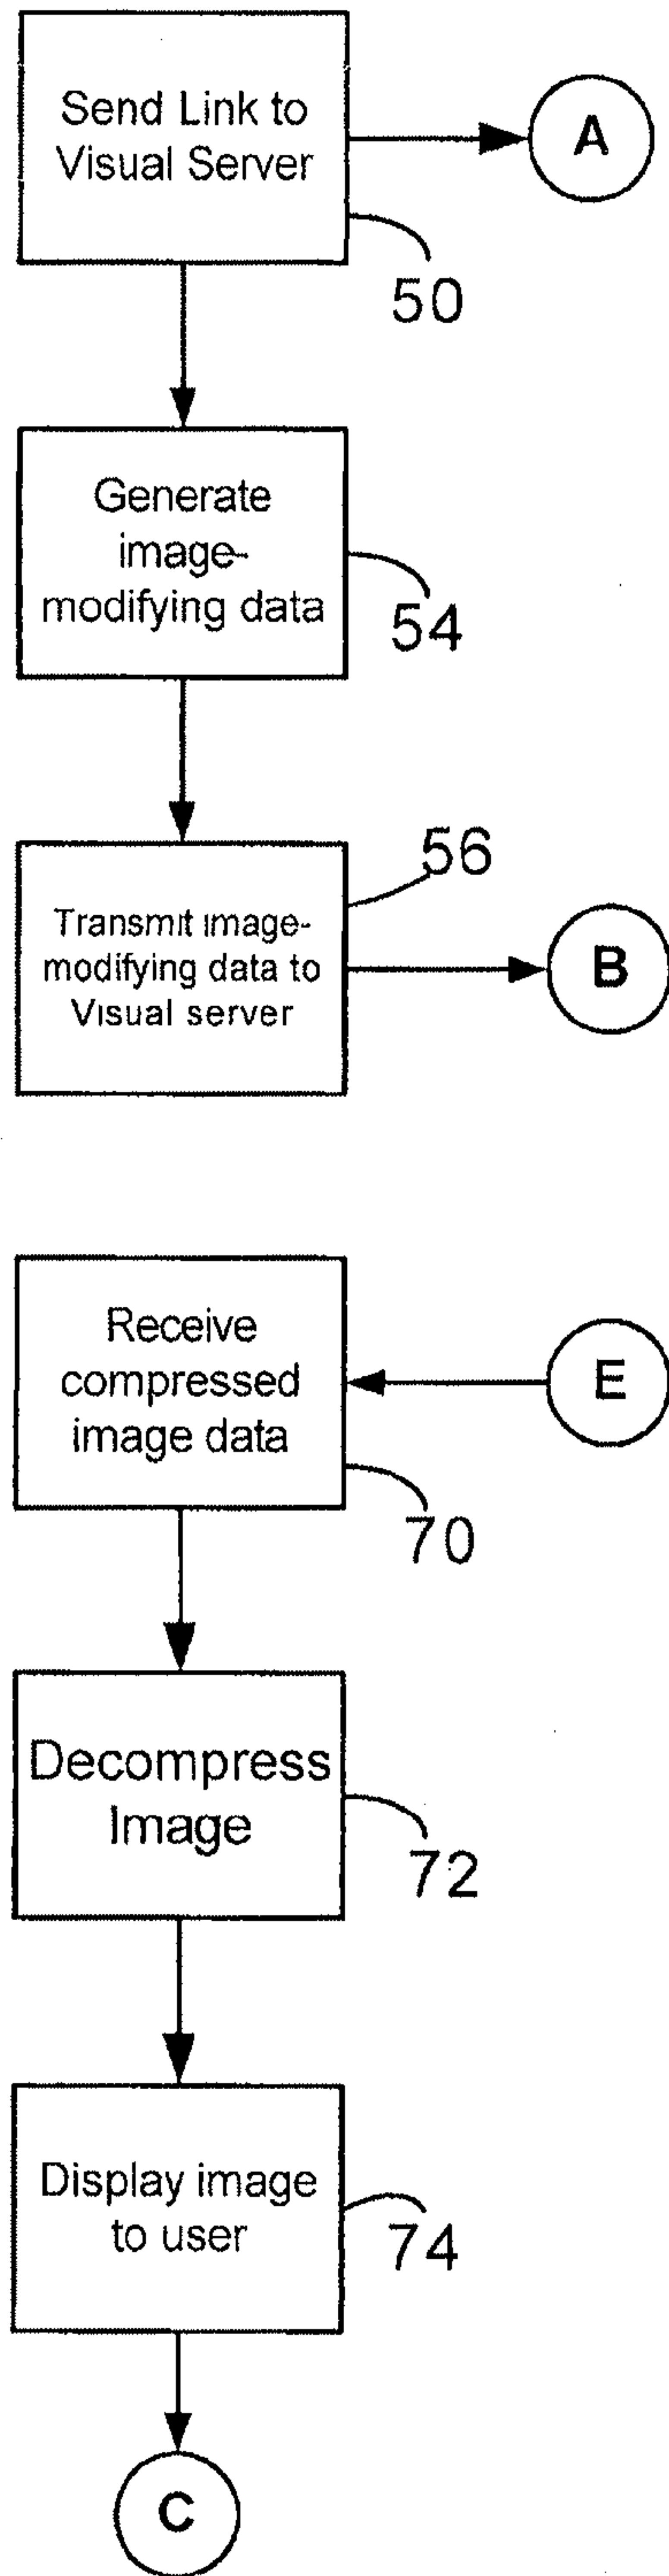 Send Link to
Visual Server
A
50
Generate
image-
modifying data
54
56
Transmit image-
modifying data to
Visual server
B
Receive
compressed
image data
E
70
Decompress
Image
72
Display image
to user
74
C